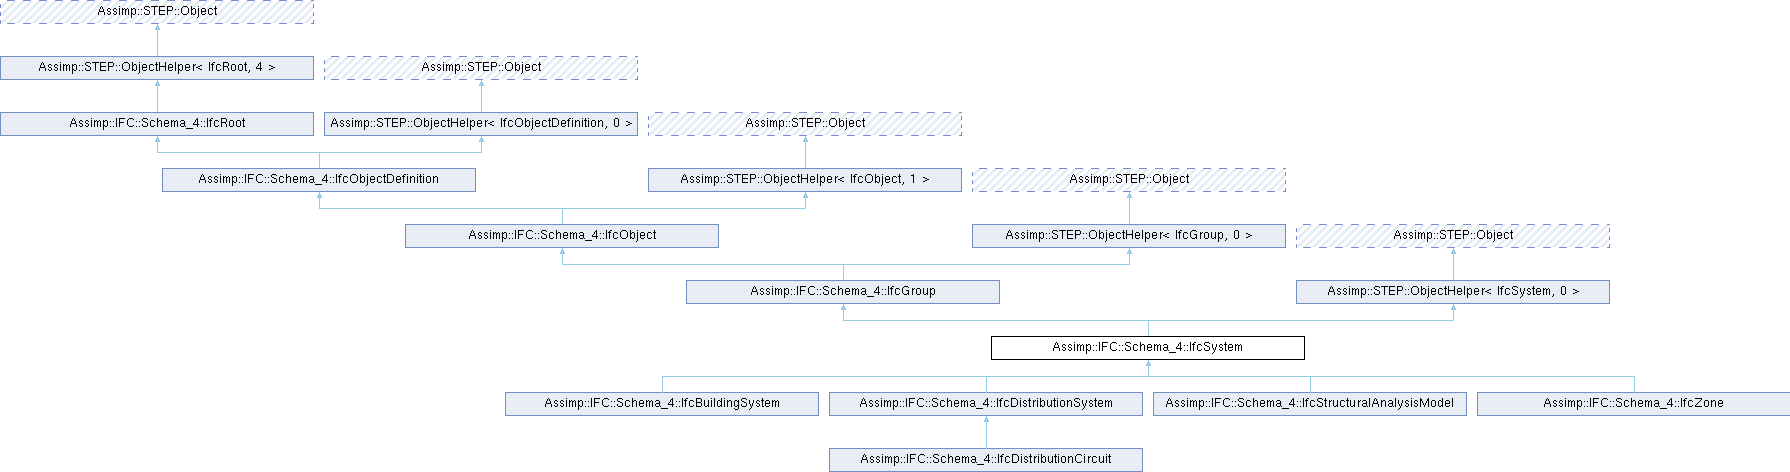 Assimp::STEP::Object
Assimp::STEP::ObjectHelper< IfcRoot, 4 >
Assimp::STEP::Object
Assimp::IFC::Schema_4::IfcRoot
Assimp::STEP::ObjectHelper< IfcObjectDefinition, 0 >
Assimp::STEP::Object
Assimp::IFC::Schema_4::IfcObjectDefinition
Assimp::STEP::ObjectHelper< IfcObject, 1 >
Assimp::STEP::Object
Assimp::IFC::Schema_4::IfcObject
Assimp::STEP::ObjectHelper< IfcGroup, 0 >
Assimp::STEP::Object
Assimp::IFC::Schema_4::IfcGroup
Assimp::STEP::ObjectHelper< IfcSystem, 0 >
Assimp::IFC::Schema_4::IfcSystem
Assimp::IFC::Schema_4::IfcBuildingSystem
Assimp::IFC::Schema_4::IfcDistributionSystem
Assimp::IFC::Schema_4::IfcStructuralAnalysisModel
Assimp::IFC::Schema_4::IfcZone
Assimp::IFC::Schema_4::IfcDistributionCircuit